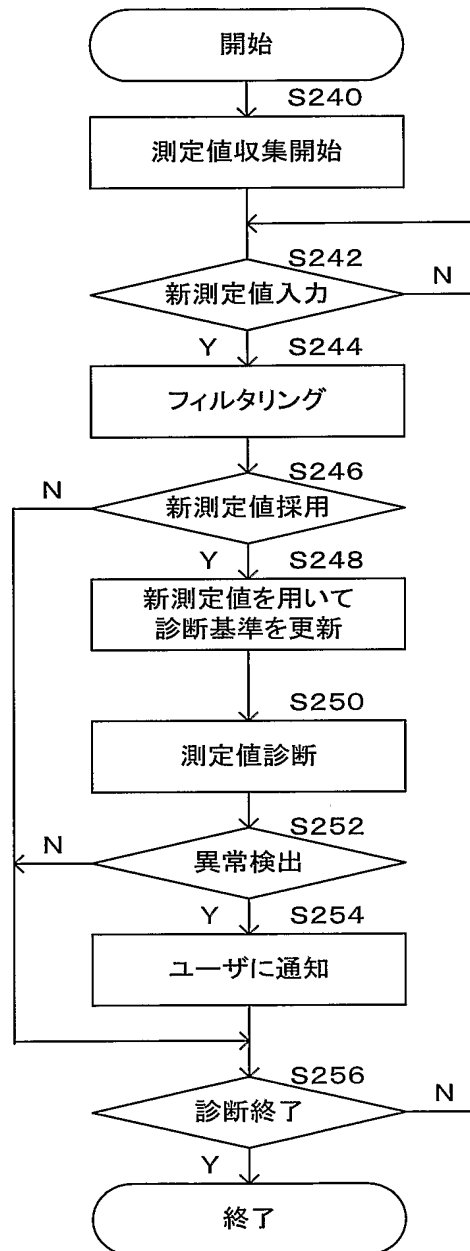 開始
S240
測定値収集開始
S242
新測定値入力
N
Y
S244
フィルタリング
S246
N
新測定値採用
Y
S248
新測定値を用いて
診断基準を更新
S250
測定値診断
S252
N
異常検出
Y
S254
ユーザに通知
S256
診断終了
N
Y
終了